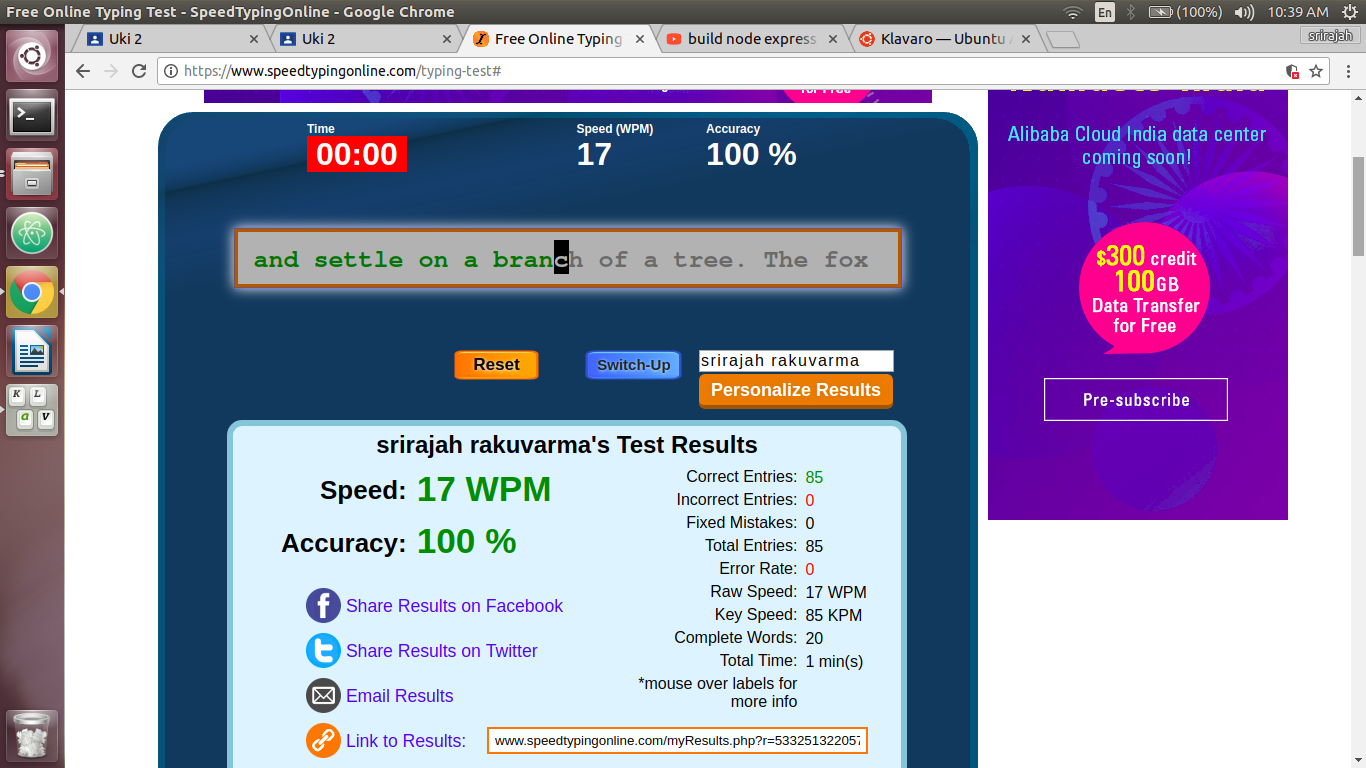 Free Online Typing Test - SpeedTypingOnline - Google Chrome
En
(100%)
10:39 AM
Uki 2
Uki 2
Free Online Typing
build node express
Klavaro — Ubuntu
srirajah
https://www.speedtypingonline.com/typing-test#
for Free
Alibaba Cloud India data center
coming soon!
$300 credit
100GB
Data Transfer
for Free
Pre-subscribe
Time
Speed (WPM)
Accuracy
00:00
17
100 %
and settle on a branch of a tree. The fox
Reset
Switch-Up
srirajah rakuvarma
Personalize Results
srirajah rakuvarma's Test Results
Speed: 17 WPM
Accuracy: 100 %
Correct Entries: 85
Incorrect Entries: 0
Fixed Mistakes: 0
Total Entries: 85
Error Rate: 0
Raw Speed: 17 WPM
Key Speed: 85 KPM
Complete Words: 20
Total Time: 1 min(s)
*mouse over labels for
more info
Share Results on Facebook
Share Results on Twitter
Email Results
Link to Results:
www.speedtypingonline.com/myResults.php?r=533251322057
K L
a v